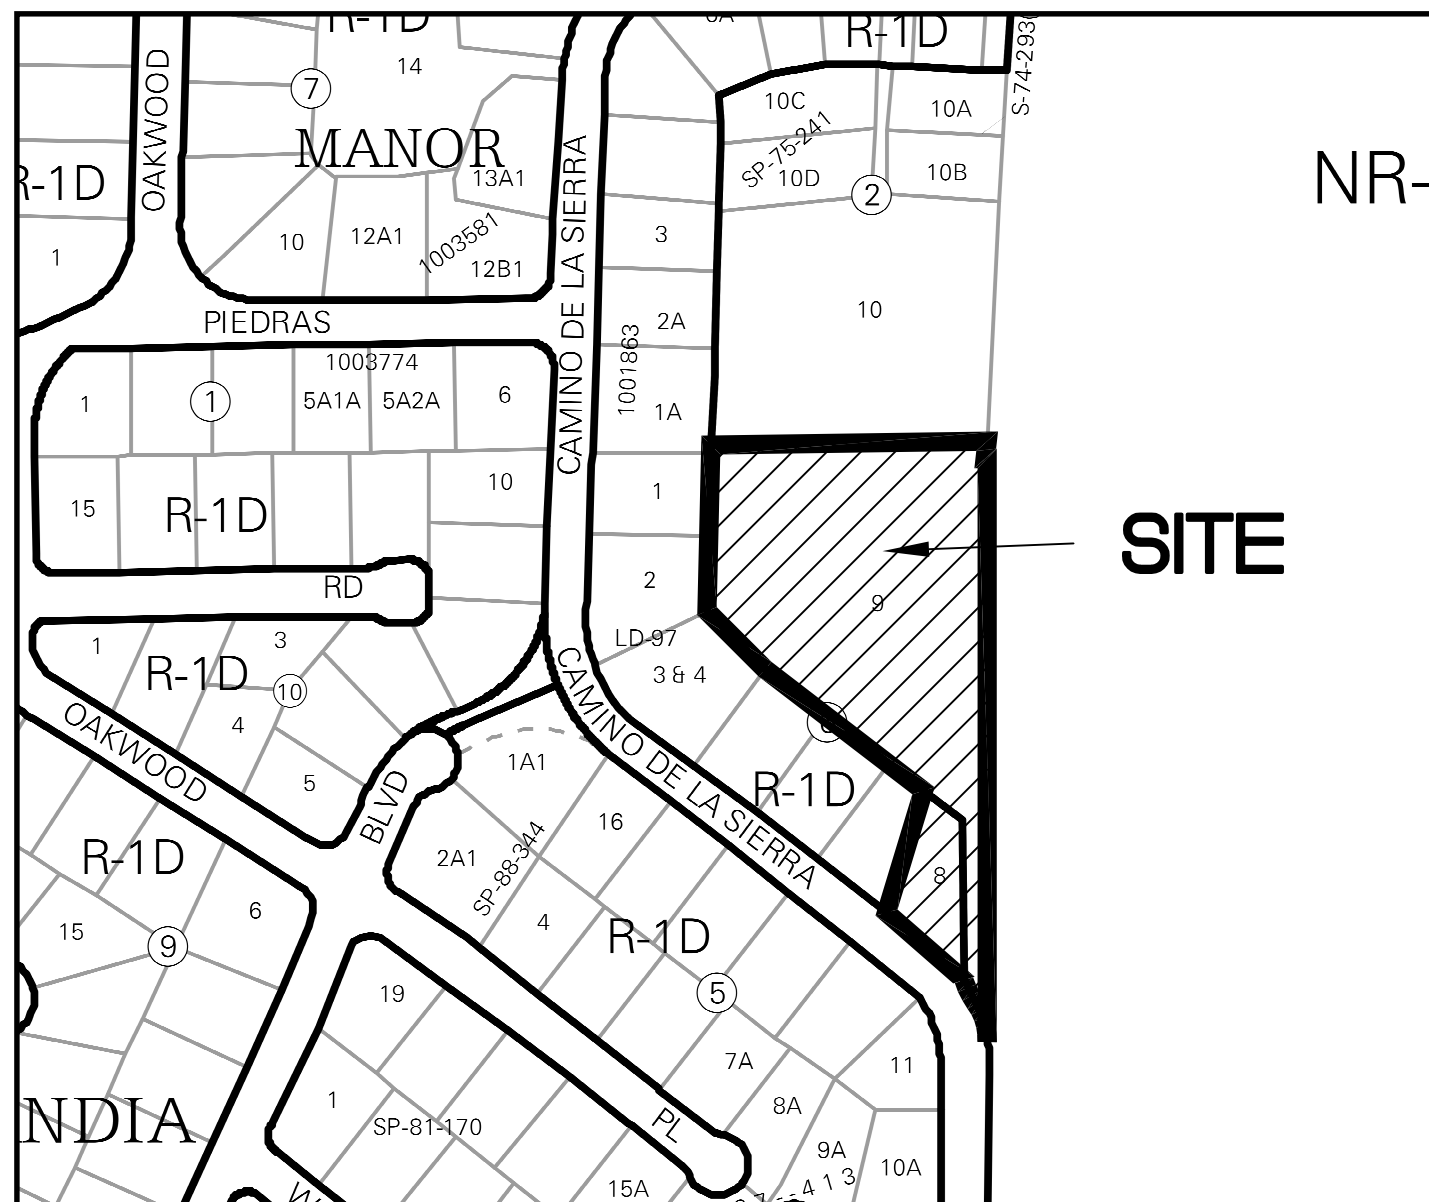 R-1D
6A
R-1D
S-74-293
OAKWOOD
7
14
10C
10A
MANOR
SP-75-241
R-1D
13A1
10D
10B
NR-
2
1
10
12A1
1003581
12B1
CAMINO DE LA SIERRA
3
PIEDRAS
2A
10
1003774
1001863
1
1
5A1A
5A2A
6
1A
15
R-1D
10
1
SITE
RD
2
9
1
3
LD-97
R-1D
3 & 4
10
OAKWOOD
4
CAMINO DE LA SIERRA
1A1
5
BLVD
R-1D
16
R-1D
2A1
SP-88-344
8
6
15
9
4
R-1D
19
5
7A
11
1
8A
NDIA
SP-81-170
PL
9A
10A
15A
413